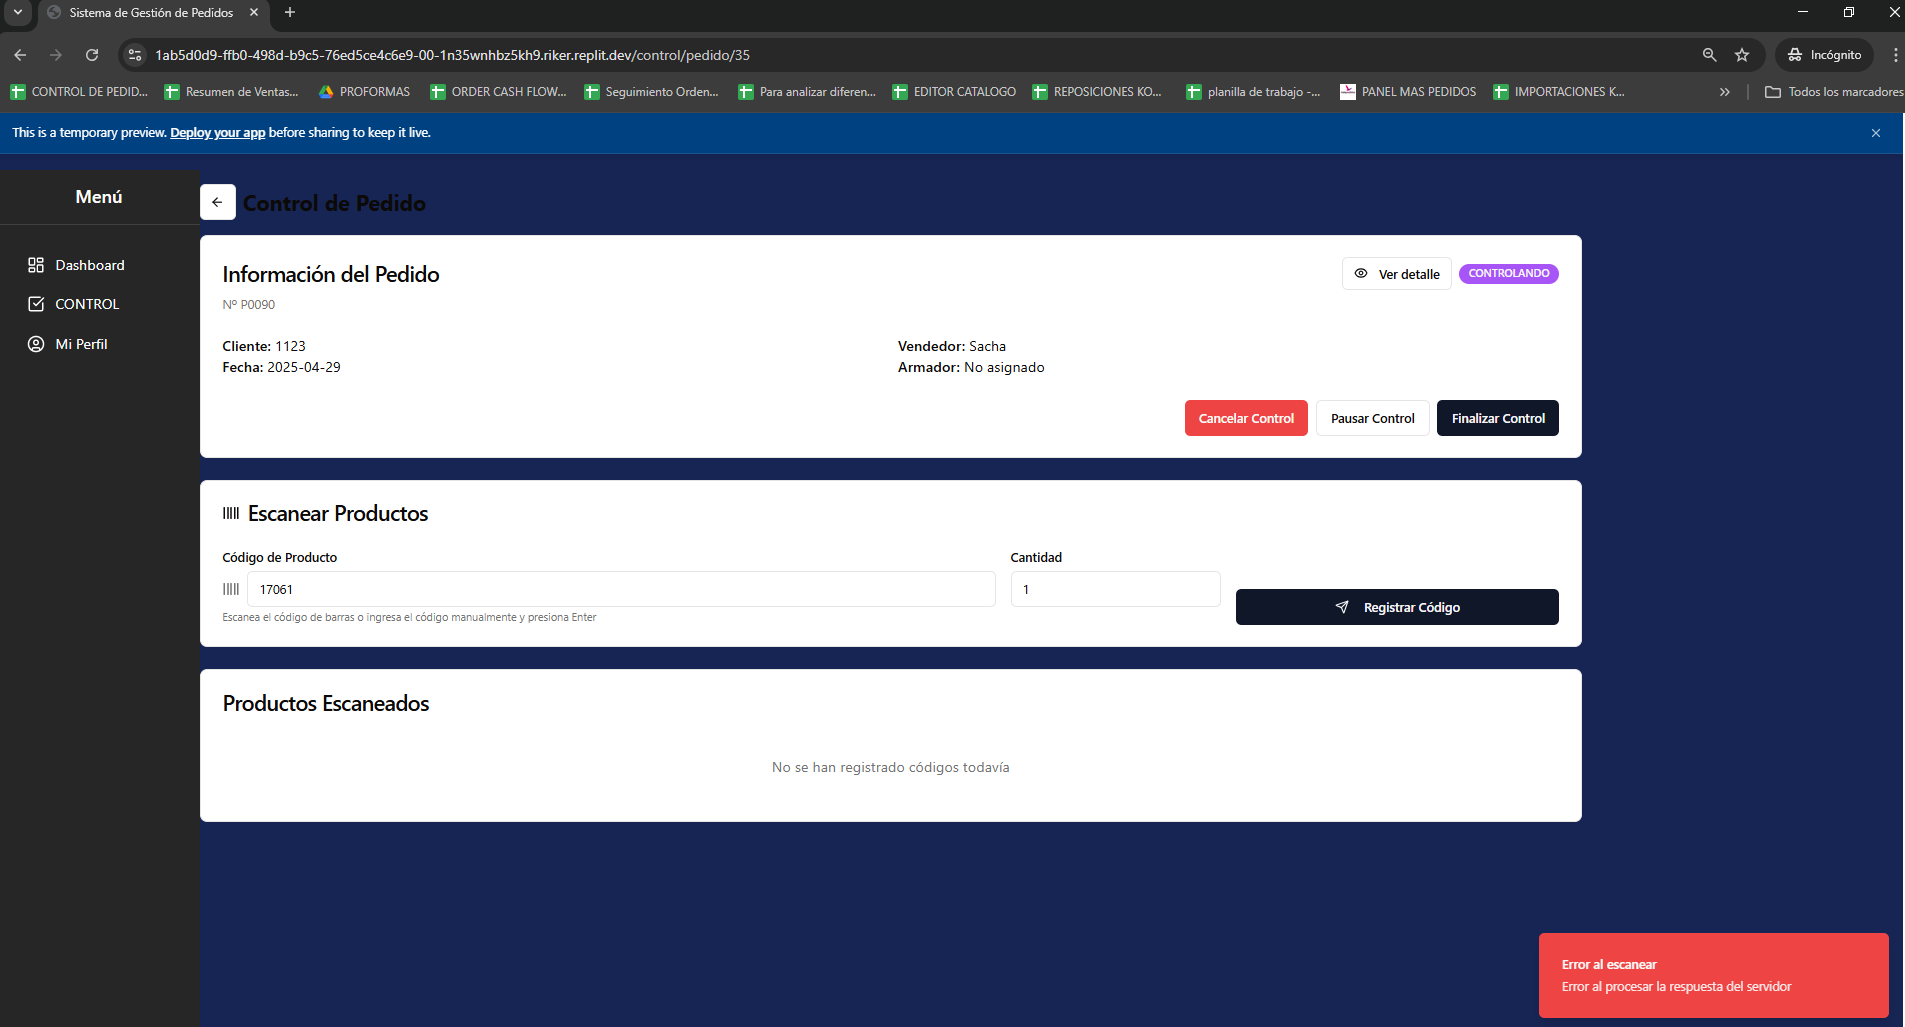 Sistema de Gestión de Pedidos
1ab5d0d9-ffb0-498d-b9c5-76ed5ce4c6e9-00-1n35wnhbz5kh9.riker.replit.dev/control/pedido/35
Incógnito
CONTROL DE PEDID... Resumen de Ventas... PROFORMAS ORDER CASH FLOW... Seguimiento Orden... Para analizar diferen... EDITOR CATALOGO REPOSICIONES KO... planilla de trabajo -... PANEL MAS PEDIDOS IMPORTACIONES K... » Todos los marcadores
This is a temporary preview. Deploy your app before sharing to keep it live.
Menú
Dashboard
CONTROL
Mi Perfil
Control de Pedido
Información del Pedido
Ver detalle
CONTROLANDO
Nº P0090
Cliente: 1123
Vendedor: Sacha
Fecha: 2025-04-29
Armador: No asignado
Cancelar Control
Pausar Control
Finalizar Control
Escanear Productos
Código de Producto
Cantidad
17061
1
Registrar Código
Escanea el código de barras o ingresa el código manualmente y presiona Enter
Productos Escaneados
No se han registrado códigos todavía
Error al escanear
Error al procesar la respuesta del servidor